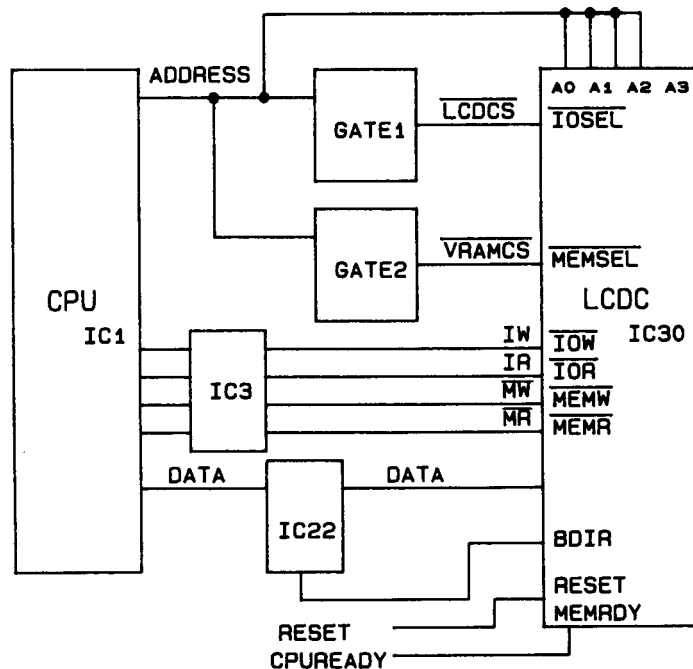 ADDRESS
A0 A1 A2 A3
GATE1
LCDCS
IOSEL
GATE2
VRAMCS
MEMSEL
CPU
IC1
LCDC
IC30
IC3
IW
IOW
IR
IOR
MW
MEMW
MR
MEMR
DATA
DATA
IC22
BDIR
RESET
MEMRDY
RESET
CPUREADY